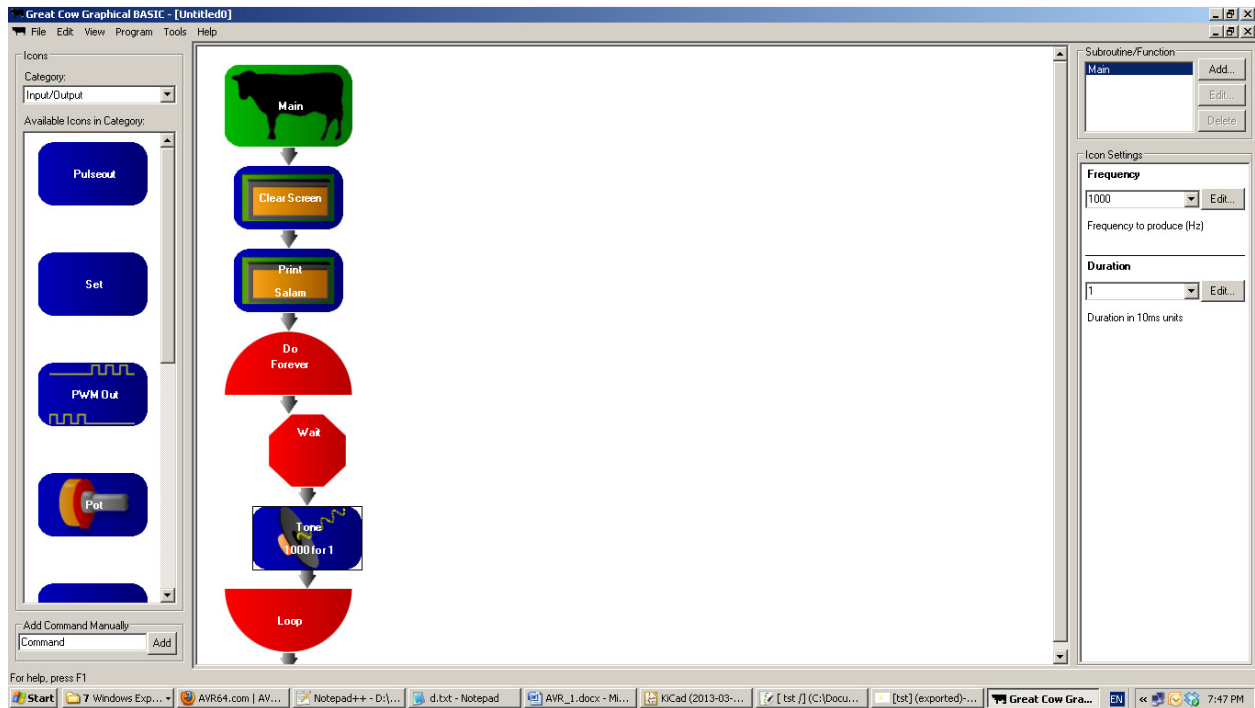 Great Cow Graphical BASIC - [Untitled0]
File Edit View Program Tools Help
Icons
Category:
Input/Output
Available Icons in Category:
Pulseout
Set
PWM Out
Pot
Add Command Manually
Command Add
Main
Clear Screen
Print
Salam
Do
Forever
Wait
Tone
1000 for 1
Loop
Subroutine/Function
Main
Add...
Edit...
Delete
Icon Settings
Frequency
1000 Edit...
Frequency to produce (Hz)
Duration
1 Edit...
Duration in 10ms units
For help, press F1
Start 7 Windows Exp... AVR64.com | AV... Notepad++ - D:\... d.txt - Notepad AVR_1.docx - Mi... KiCad (2013-03-... [ tst /] (C:\Docu... [tst] (exported)-... Great Cow Gra... EN « 7:47 PM